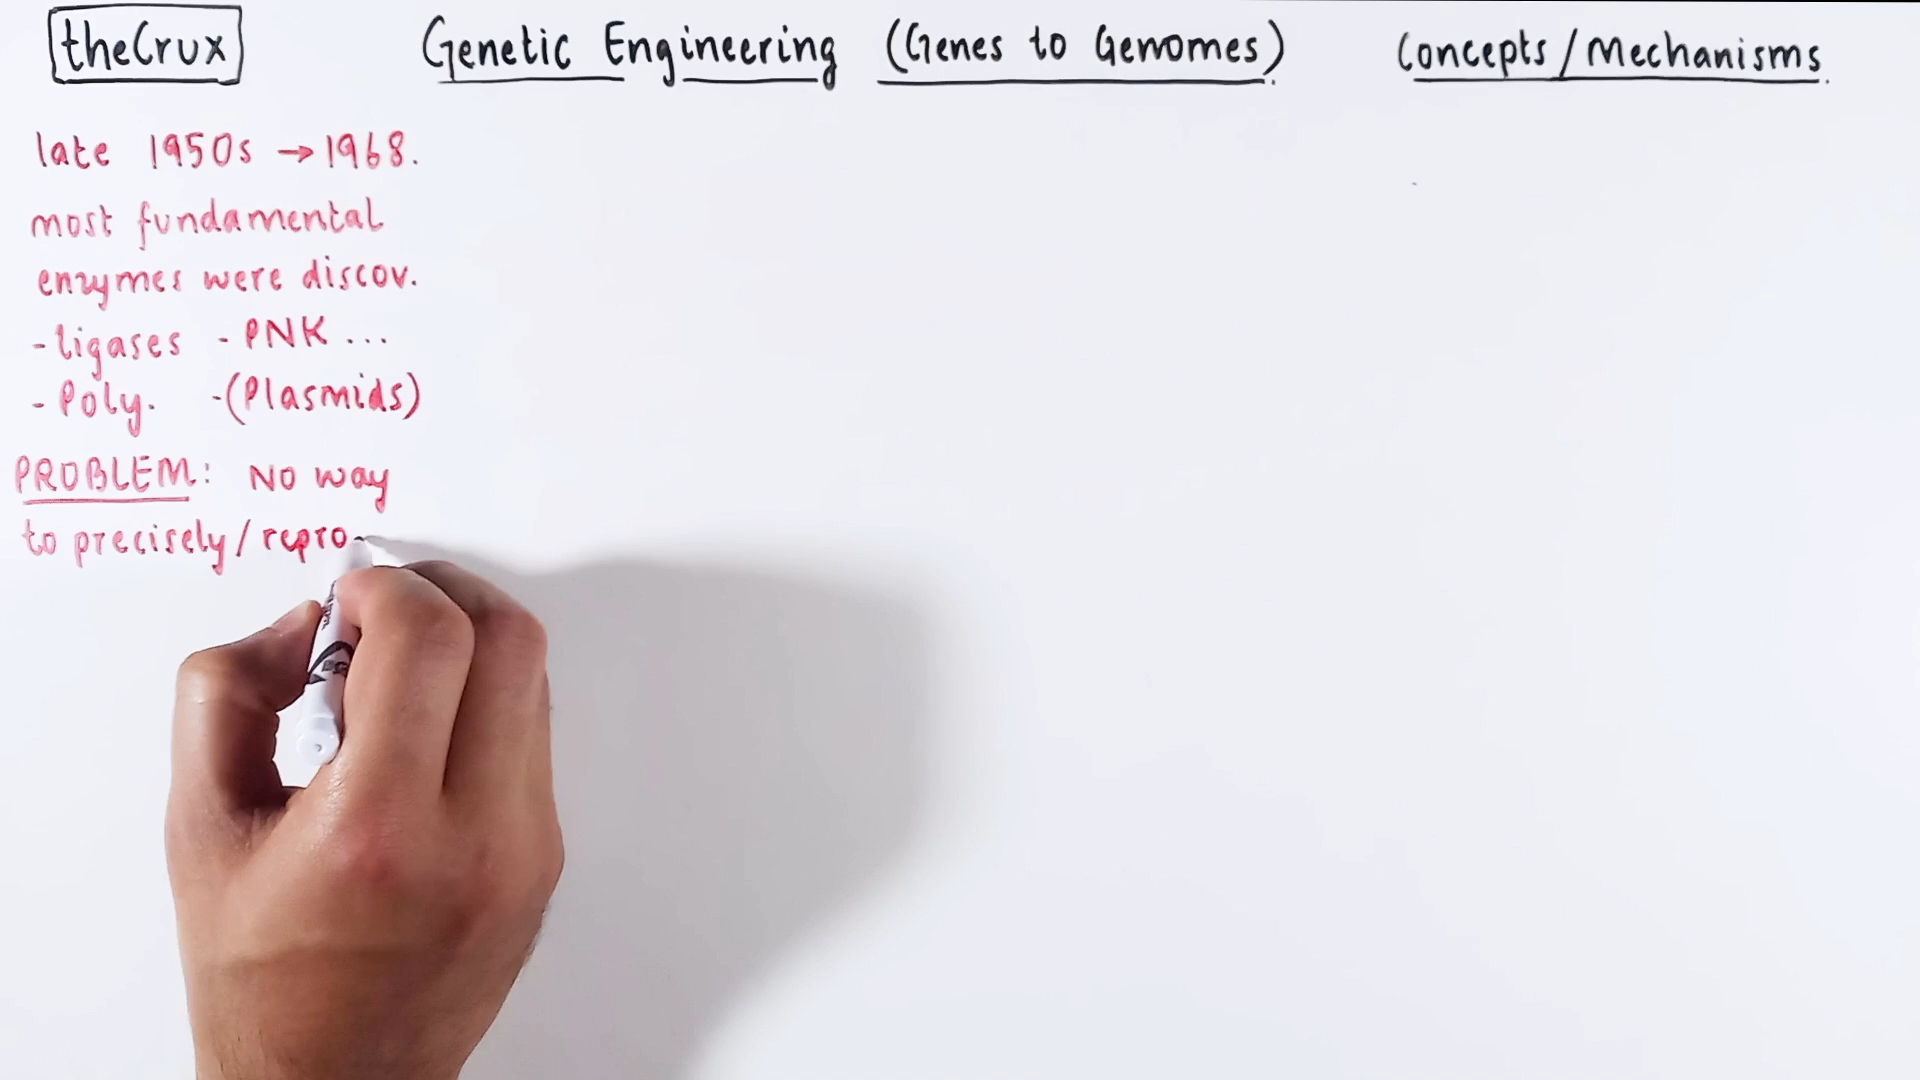 theCrux Genetic Engineering (Genes to Genomes) Concepts/Mechanisms.
late 1950s → 1968.
most fundamental
enzymes were discov.
- ligases - PNK ...
- Poly. - (Plasmids)
PROBLEM: No way
to precisely/repro